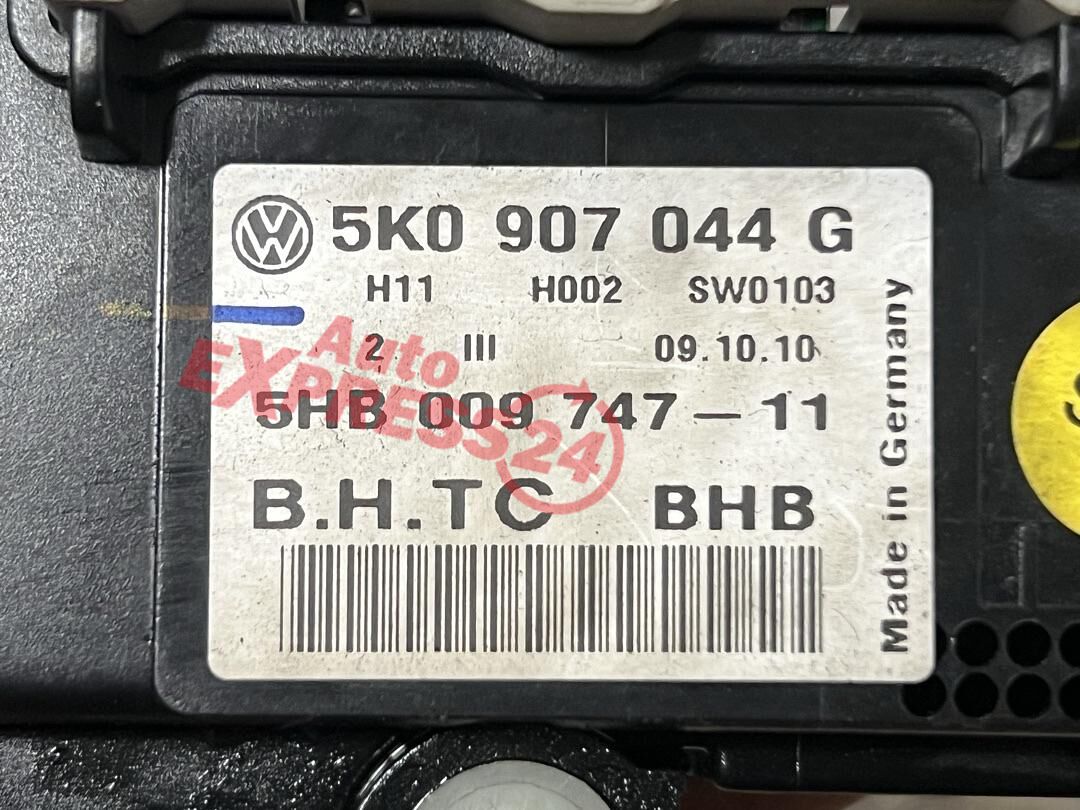 5K0 907 044 G
H11 H002 SW0103
2 III 09.10.10
5HB 009 747-11
B.H.TC BHB
Made in Germany
Auto
EXPRESS24